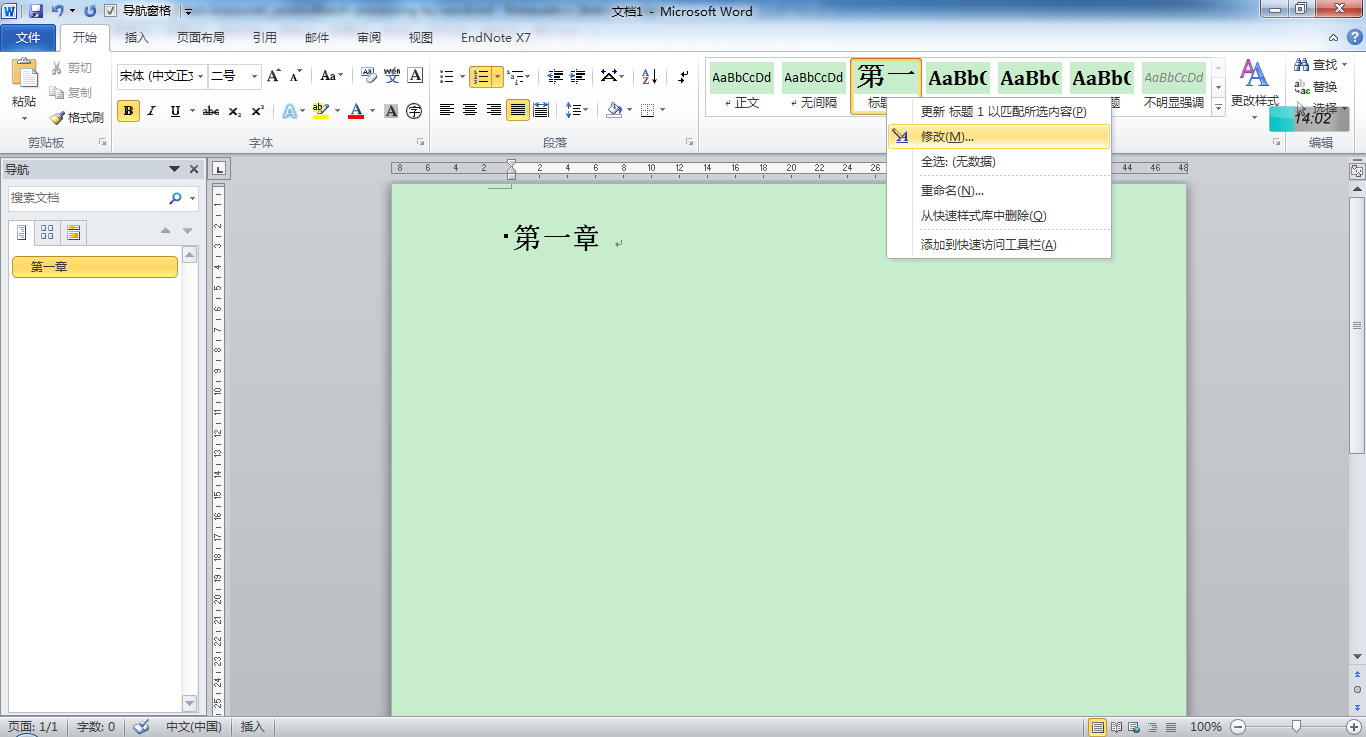 导航窗格
文档1 - Microsoft Word
文件 开始 插入 页面布局 引用 邮件 审阅 视图 EndNote X7
粘贴
剪切
复制
格式刷
剪贴板
宋体 (中文正文 二号
字体
段落
AaBbCcDd AaBbCcDd 第一 AaBb( AaBb( AaBb( AaBbCcDd
正文 无间隔 标题 题 不明显强调
更改样式
查找
替换
选择
14:02
编辑
更新 标题 1 以匹配所选内容(P)
修改(M)...
全选: (无数据)
重命名(N)...
从快速样式库中删除(Q)
添加到快速访问工具栏(A)
导航
搜索文档
第一章
8 6 4 2 2 4 6 8 10 12 14 16 18 20 22 24 26 44 46 48
第一章
页面: 1/1 字数: 0 中文(中国) 插入 100%